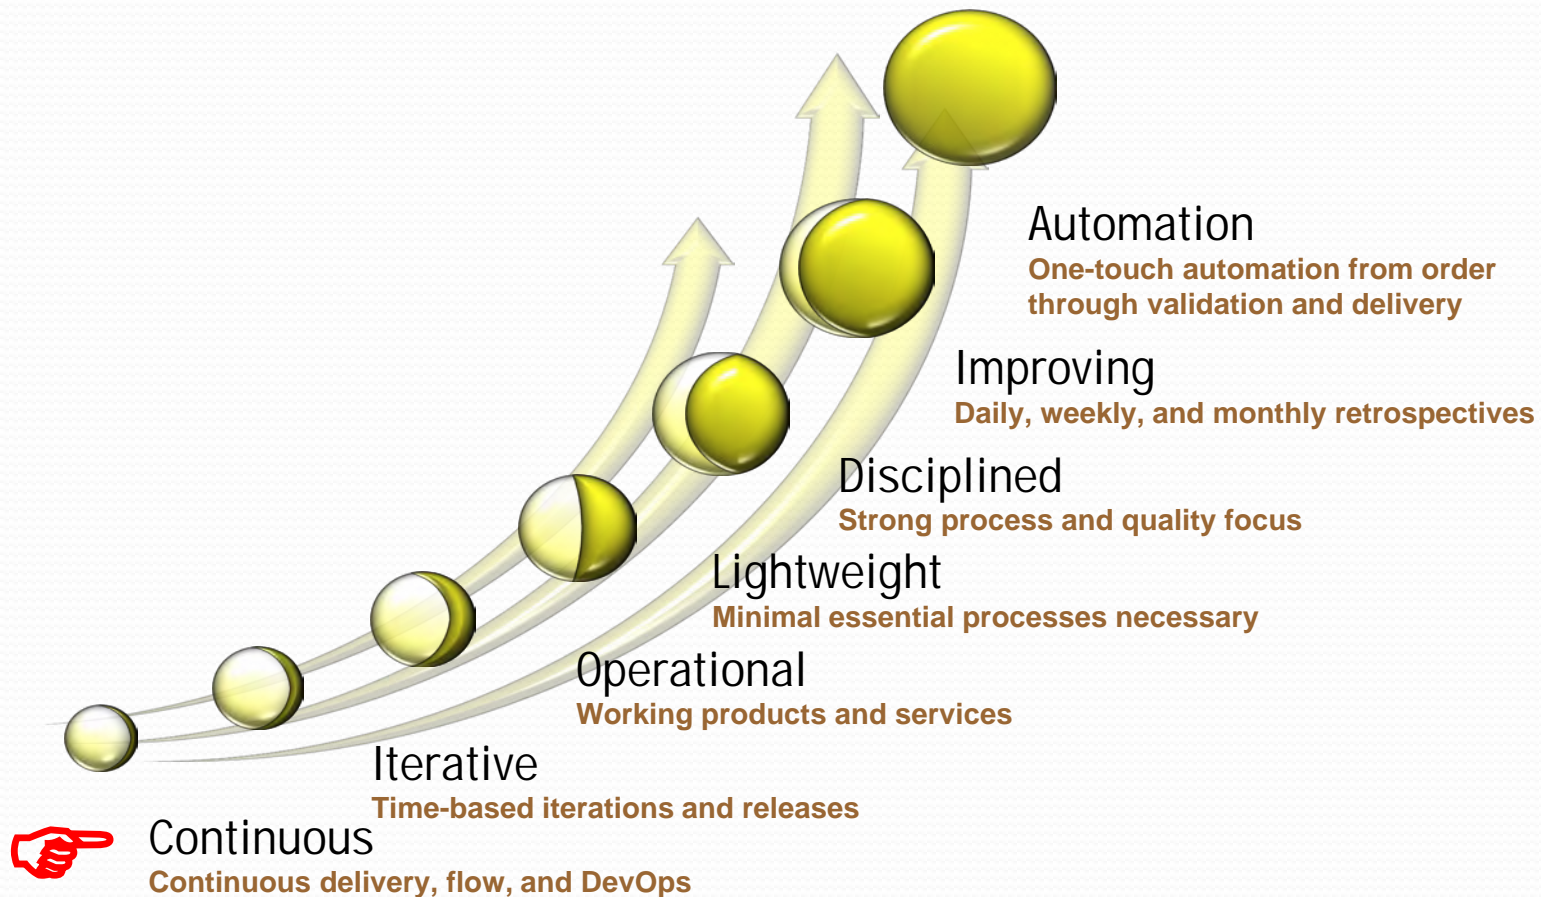 Automation
One-touch automation from order
through validation and delivery
Improving
Daily, weekly, and monthly retrospectives
Disciplined
Strong process and quality focus
Lightweight
Minimal essential processes necessary
Operational
Working products and services
Iterative
Time-based iterations and releases
Continuous
Continuous delivery, flow, and DevOps